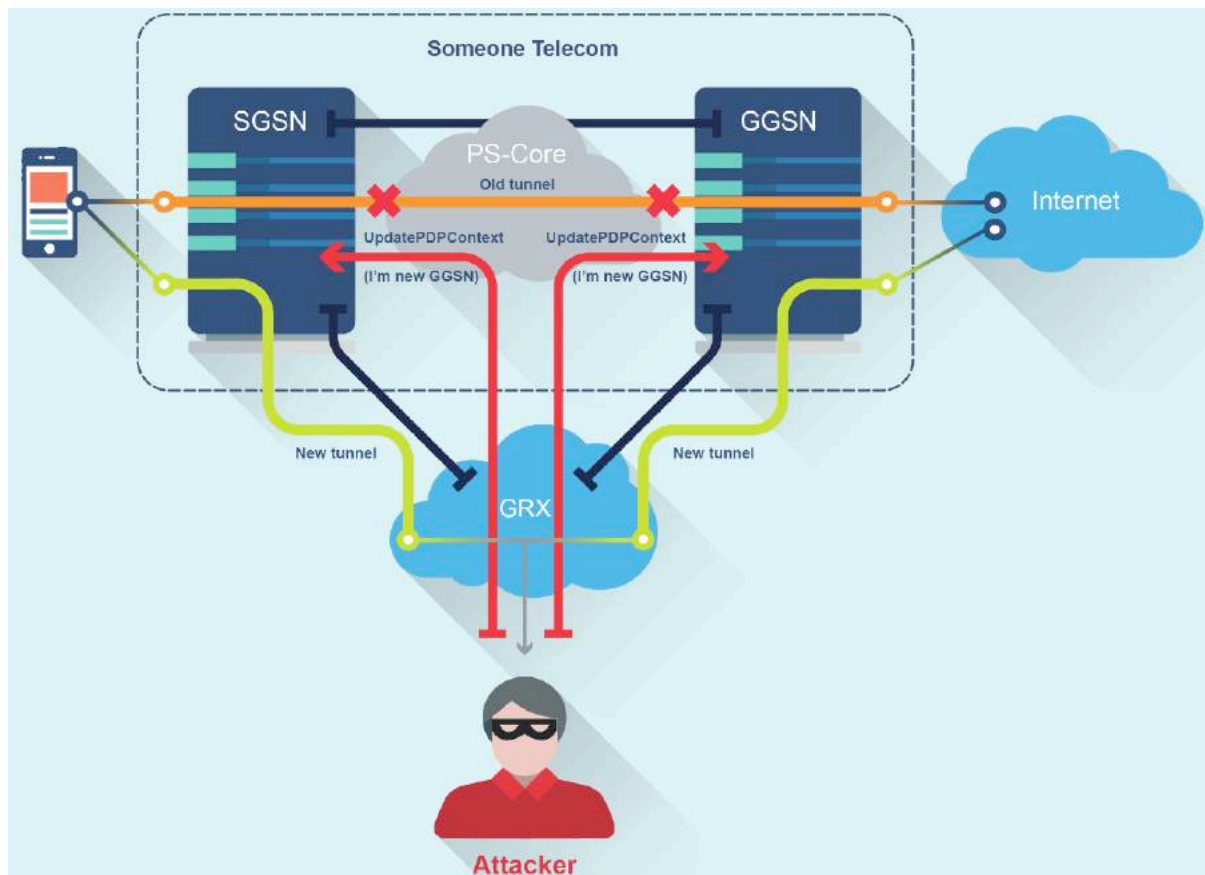 Someone Telecom
SGSN
GGSN
PS-Core
Old tunnel
Internet
UpdatePDPContext
(I'm new GGSN)
UpdatePDPContext
(I'm new GGSN)
New tunnel
New tunnel
GRX
Attacker